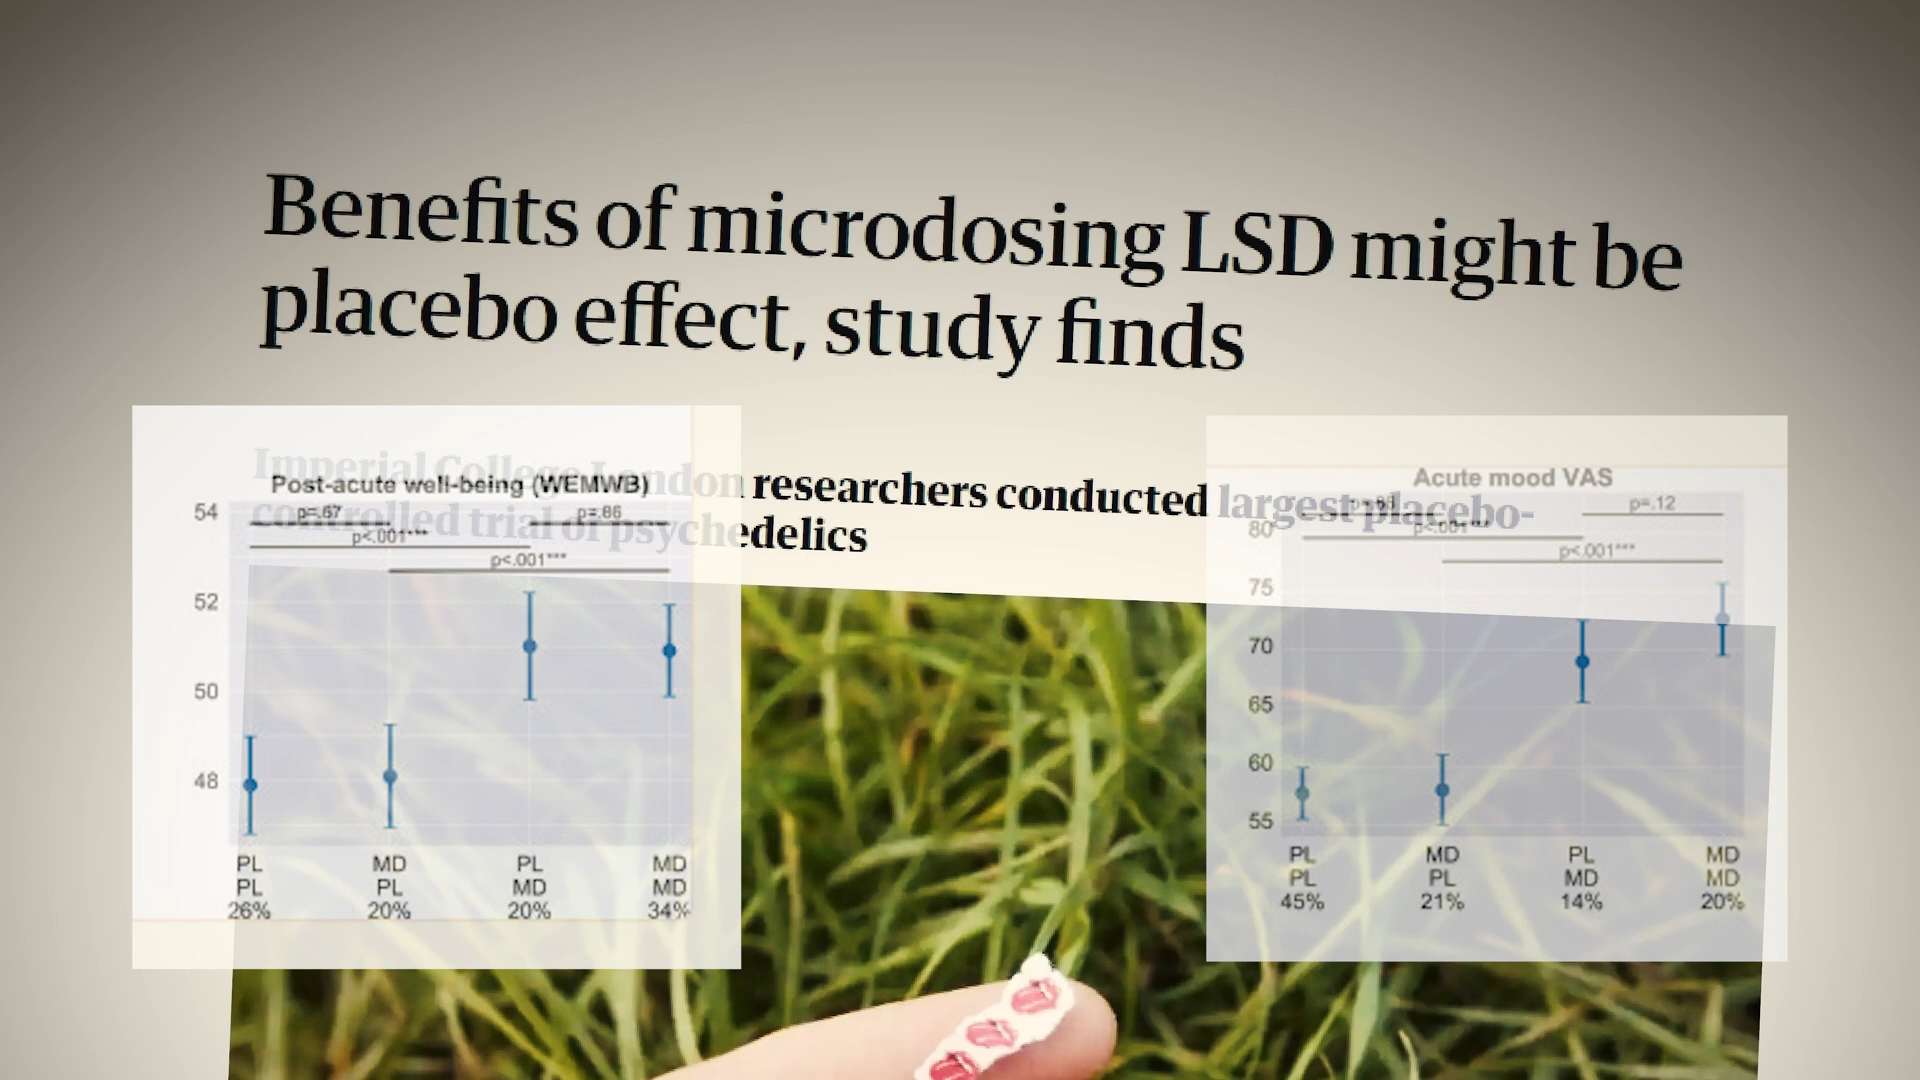 Benefits of microdosing LSD might be
placebo effect, study finds
Imperial College London researchers conducted largest placebo-
controlled trial of psychedelics
Post-acute well-being (WEMWB)
54
p=.67
p=.86
p<.001***
p<.001***
52
50
48
PL MD PL MD
PL PL MD MD
26% 20% 20% 34%
Acute mood VAS
80
p=.12
p<.001***
p<.001***
75
70
65
60
55
PL MD PL MD
PL PL MD MD
45% 21% 14% 20%